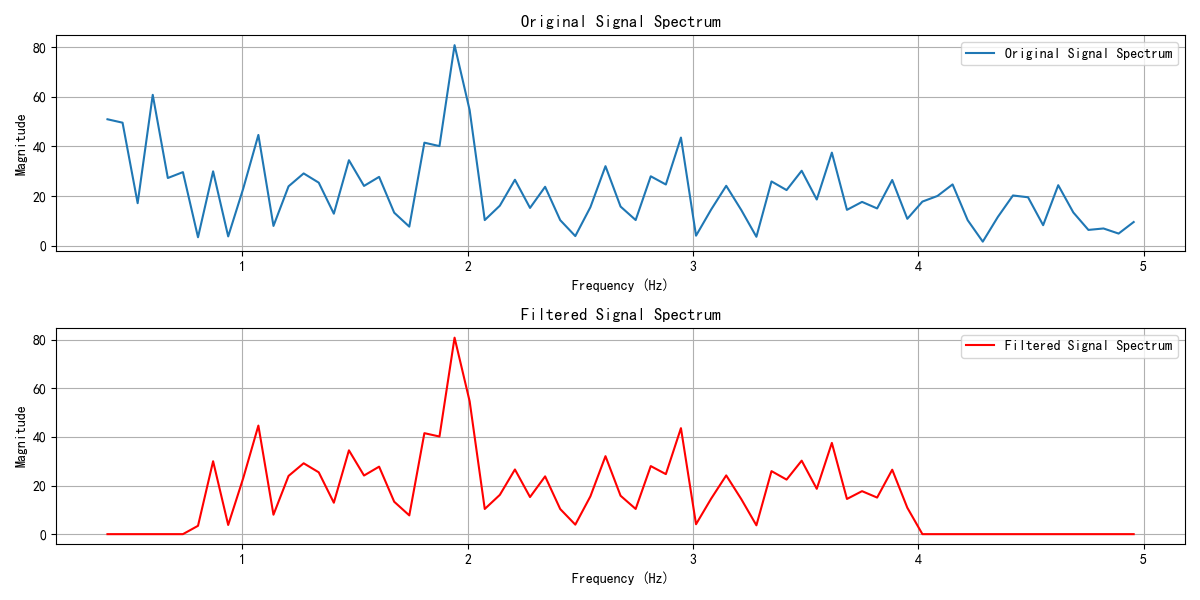 Original Signal Spectrum
Original Signal Spectrum
Magnitude
80
60
40
20
0
1 2 3 4 5
Frequency (Hz)
Filtered Signal Spectrum
Filtered Signal Spectrum
Magnitude
80
60
40
20
0
1 2 3 4 5
Frequency (Hz)